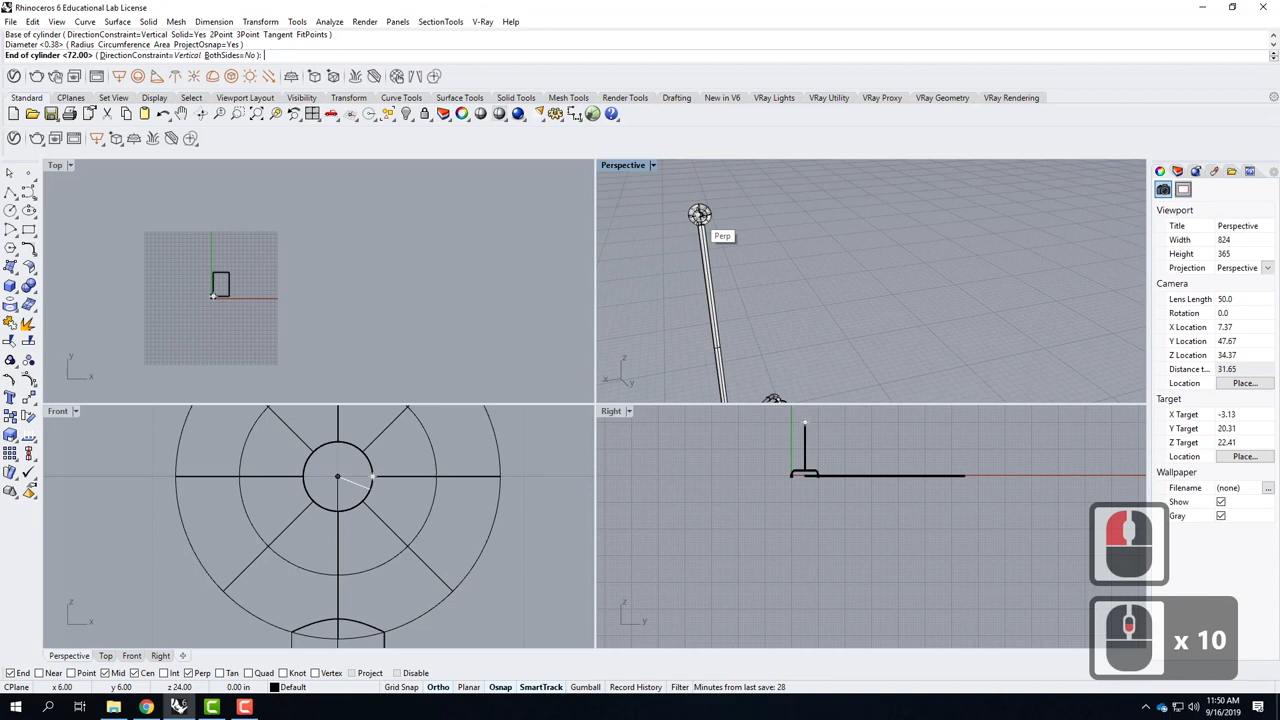 Rhinoceros 6 Educational Lab License
File Edit View Curve Surface Solid Mesh Dimension Transform Tools Analyze Render Panels SectionTools V-Ray Help
Base of cylinder ( DirectionConstraint=Vertical Solid=Yes 2Point 3Point Tangent FitPoints )
Diameter <0.38> ( Radius Circumference Area ProjectOsnap=Yes )
End of cylinder <72.00> ( DirectionConstraint=Vertical BothSides=No ):
Standard CPlanes Set View Display Select Viewport Layout Visibility Transform Curve Tools Surface Tools Solid Tools Mesh Tools Render Tools Drafting New in V6 VRay Lights VRay Utility VRay Proxy VRay Geometry VRay Rendering
Top
Perspective
Perp
Viewport
Title Perspective
Width 824
Height 365
Projection Perspective
Camera
Lens Length 50.0
Rotation 0.0
X Location 7.37
Y Location 47.67
Z Location 34.37
Distance t... 31.65
Location Place...
Target
X Target -3.13
Y Target 20.31
Z Target 22.41
Location Place...
Wallpaper
Filename (none) ...
Show
Gray
y
x
z
x
y
Front
Right
z
x
z
y
x 10
Perspective Top Front Right
End Near Point Mid Cen Int Perp Tan Quad Knot Vertex Project Disable
CPlane x 6.00 y 6.00 z 24.00 0.00 in Default Grid Snap Ortho Planar Osnap SmartTrack Gumball Record History Filter Minutes from last save: 28
11:50 AM
9/16/2019